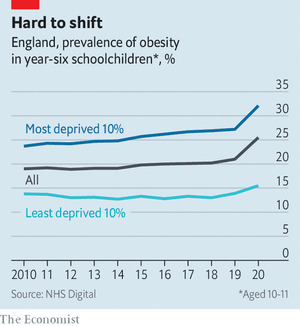 Hard to shift
England, prevalence of obesity
in year-six schoolchildren*, %
35
30
Most deprived 10%
25
20
All
15
Least deprived 10%
10
5
0
2010 11 12 13 14 15 16 17 18 19 20
Source: NHS Digital *Aged 10-11
The Economist